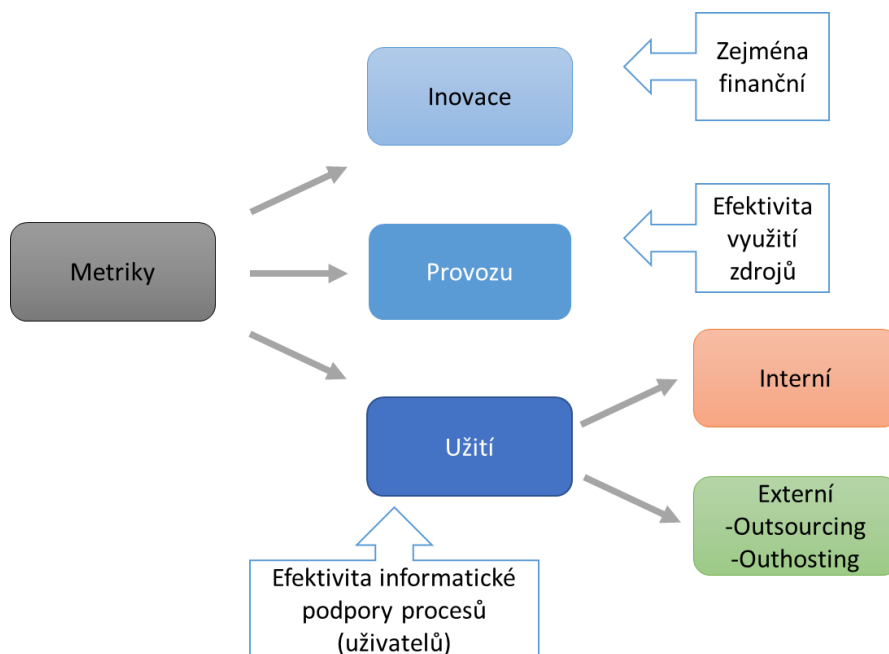 Inovace
Zejména
finanční
Metriky
Provozu
Efektivita
využití
zdrojů
Užití
Interní
Externí
-Outsourcing
-Outhosting
Efektivita informatické
podpory procesů
(uživatelů)